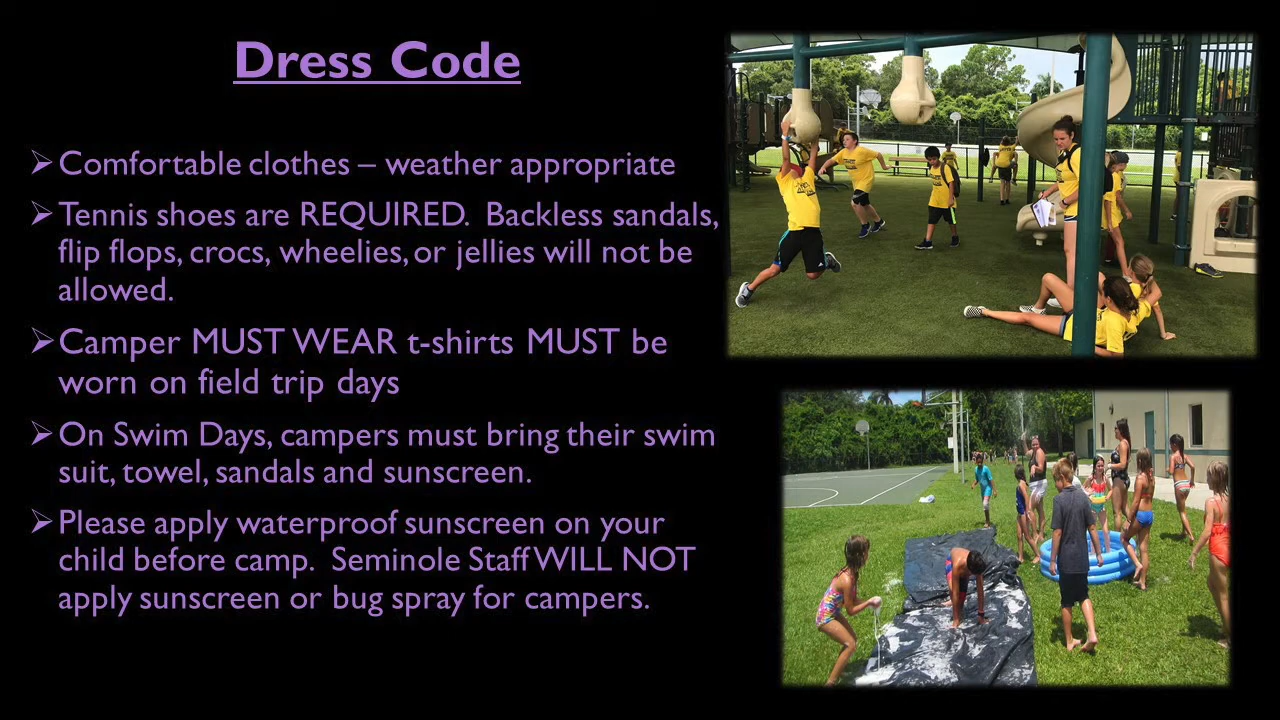 Dress Code
➢Comfortable clothes – weather appropriate
➢Tennis shoes are REQUIRED.  Backless sandals,
flip flops, crocs, wheelies, or jellies will not be
allowed.
➢Camper MUST WEAR t-shirts MUST be
worn on field trip days
➢On Swim Days, campers must bring their swim
suit, towel, sandals and sunscreen.
➢Please apply waterproof sunscreen on your
child before camp.  Seminole Staff WILL NOT
apply sunscreen or bug spray for campers.